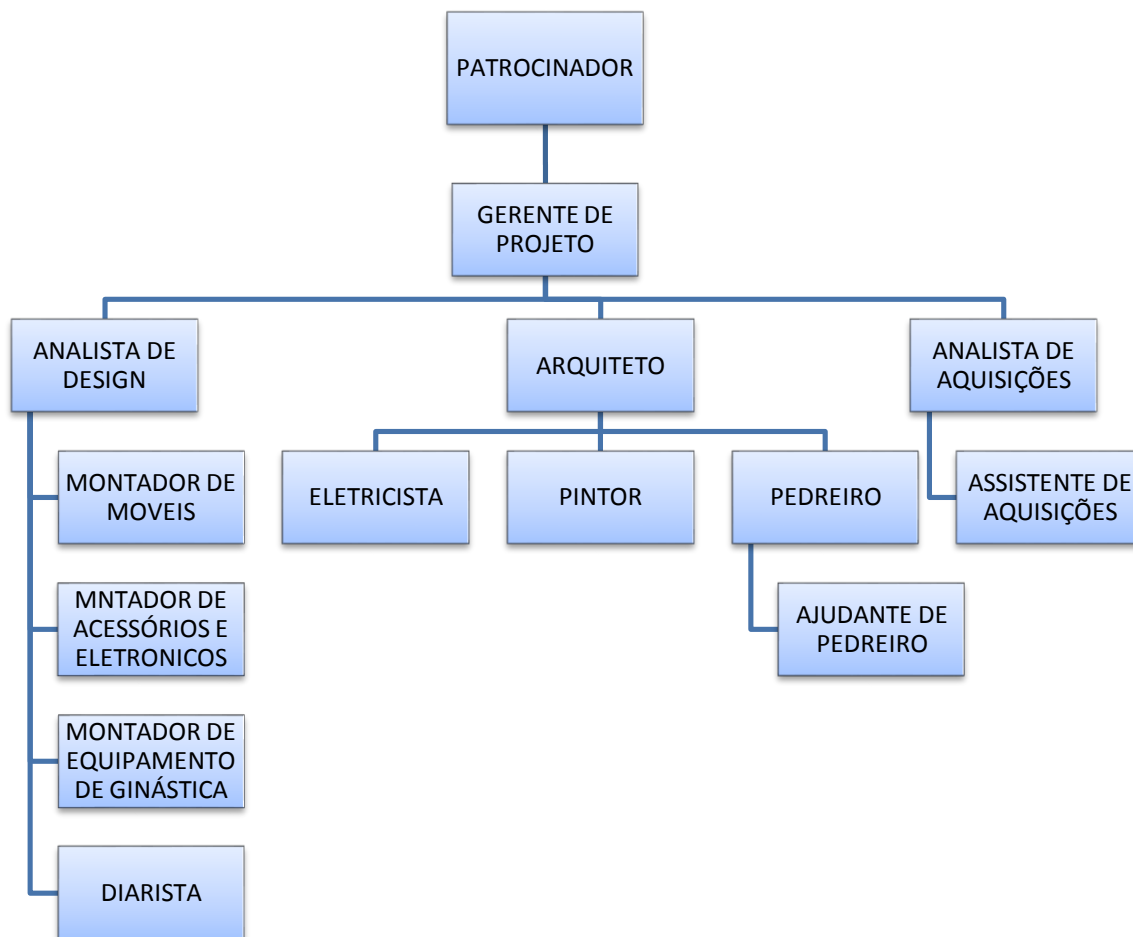 PATROCINADOR
GERENTE DE
PROJETO
ANALISTA DE
DESIGN
ARQUITETO
ANALISTA DE
AQUISIÇÕES
MONTADOR DE
MOVEIS
ELETRICISTA
PINTOR
PEDREIRO
ASSISTENTE DE
AQUISIÇÕES
MNTADOR DE
ACESSÓRIOS E
ELETRONICOS
AJUDANTE DE
PEDREIRO
MONTADOR DE
EQUIPAMENTO
DE GINÁSTICA
DIARISTA